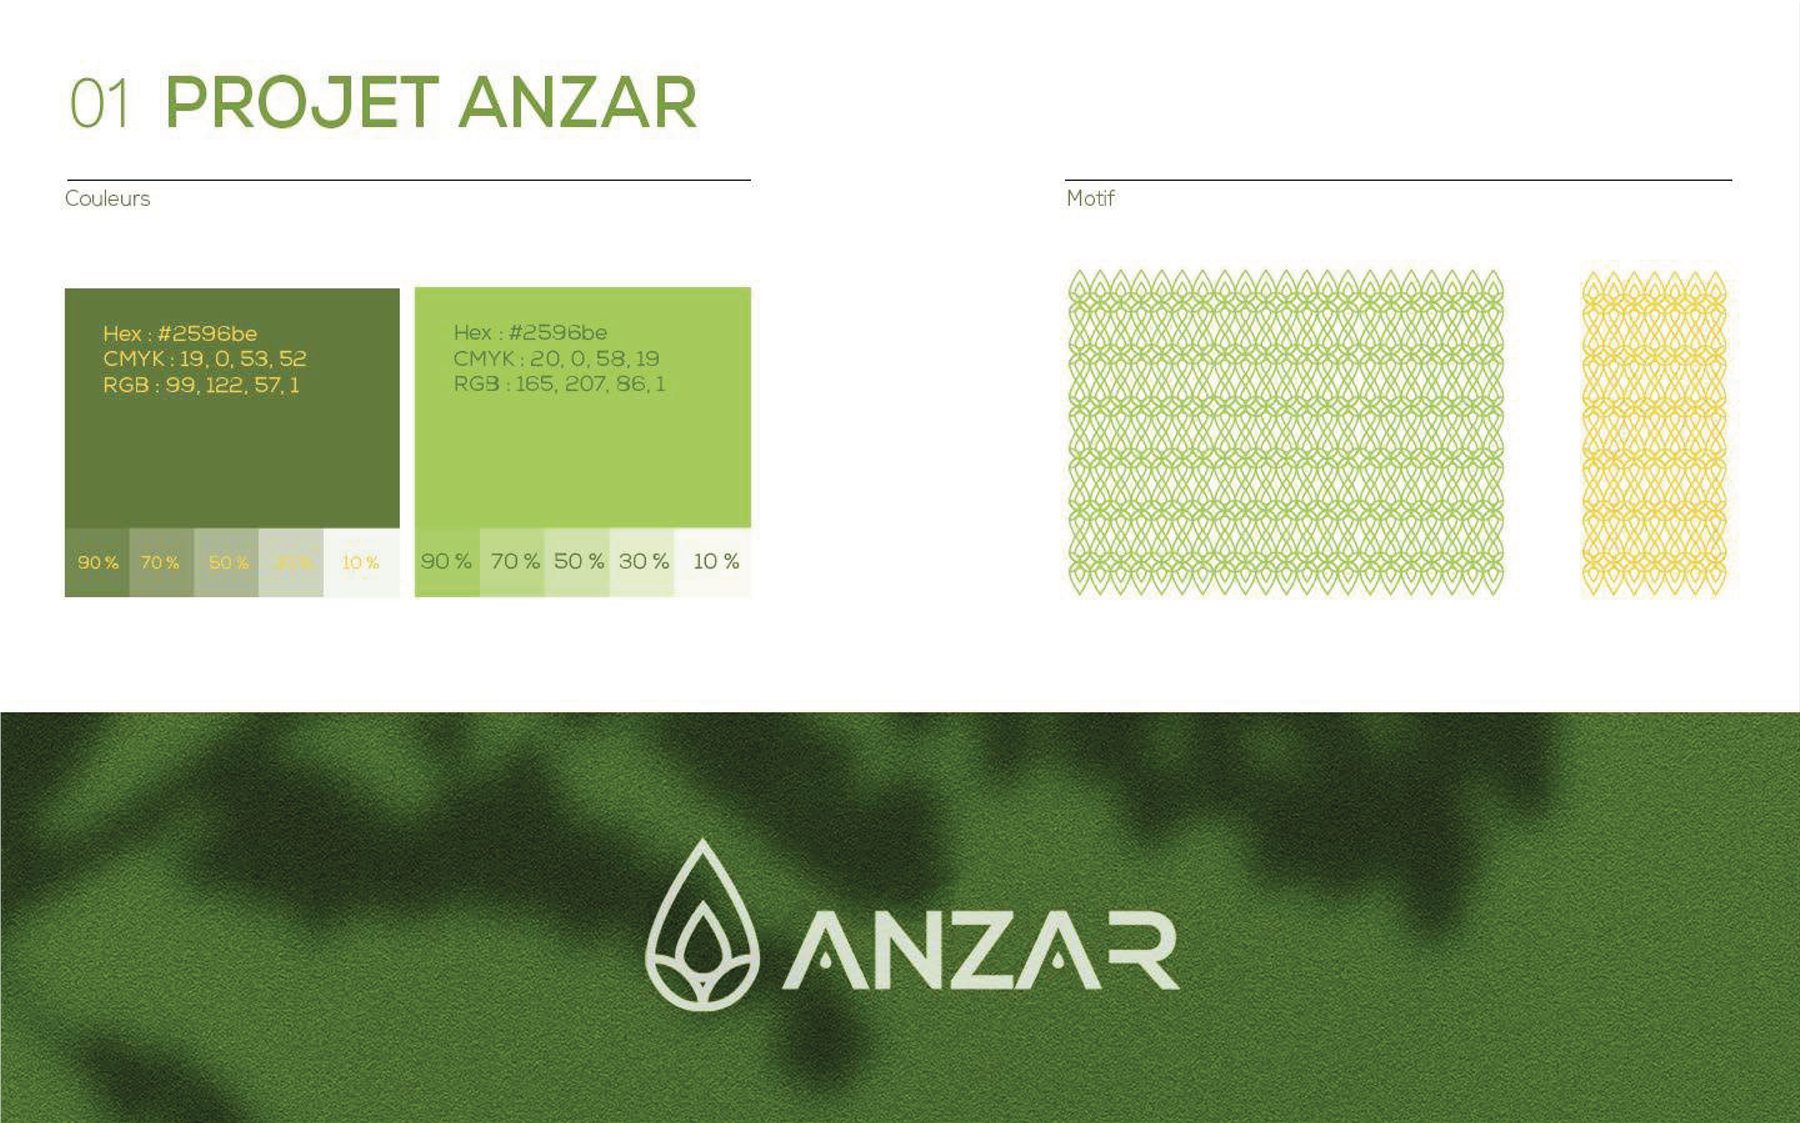 01 PROJET ANZAR
Couleurs
Hex : #2596be
CMYK : 19, 0, 53, 52
RGB : 99, 122, 57, 1
90 % 70 % 50 % 30 % 10 %
Hex : #2596be
CMYK : 20, 0, 58, 19
RGB : 165, 207, 86, 1
90 % 70 % 50 % 30 % 10 %
Motif
ANZAR